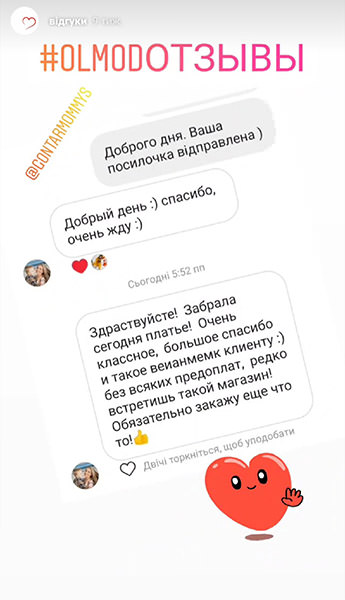 відгуки 9 тиж.
#OLMODОТЗЫВЫ
@CONTARMOMMYS
Доброго дня. Ваша
посилочка відправлена )
Добрый день :) спасибо,
очень жду :)
Сьогодні 5:52 пп
Здраствуйсте! Забрала
сегодня платье! Очень
классное, большое спасибо
и такое веианмемк клиенту :)
без всяких предоплат, редко
встретишь такой магазин!
Обязательно закажу еще что
то!👍
Двічі торкніться, щоб уподобати